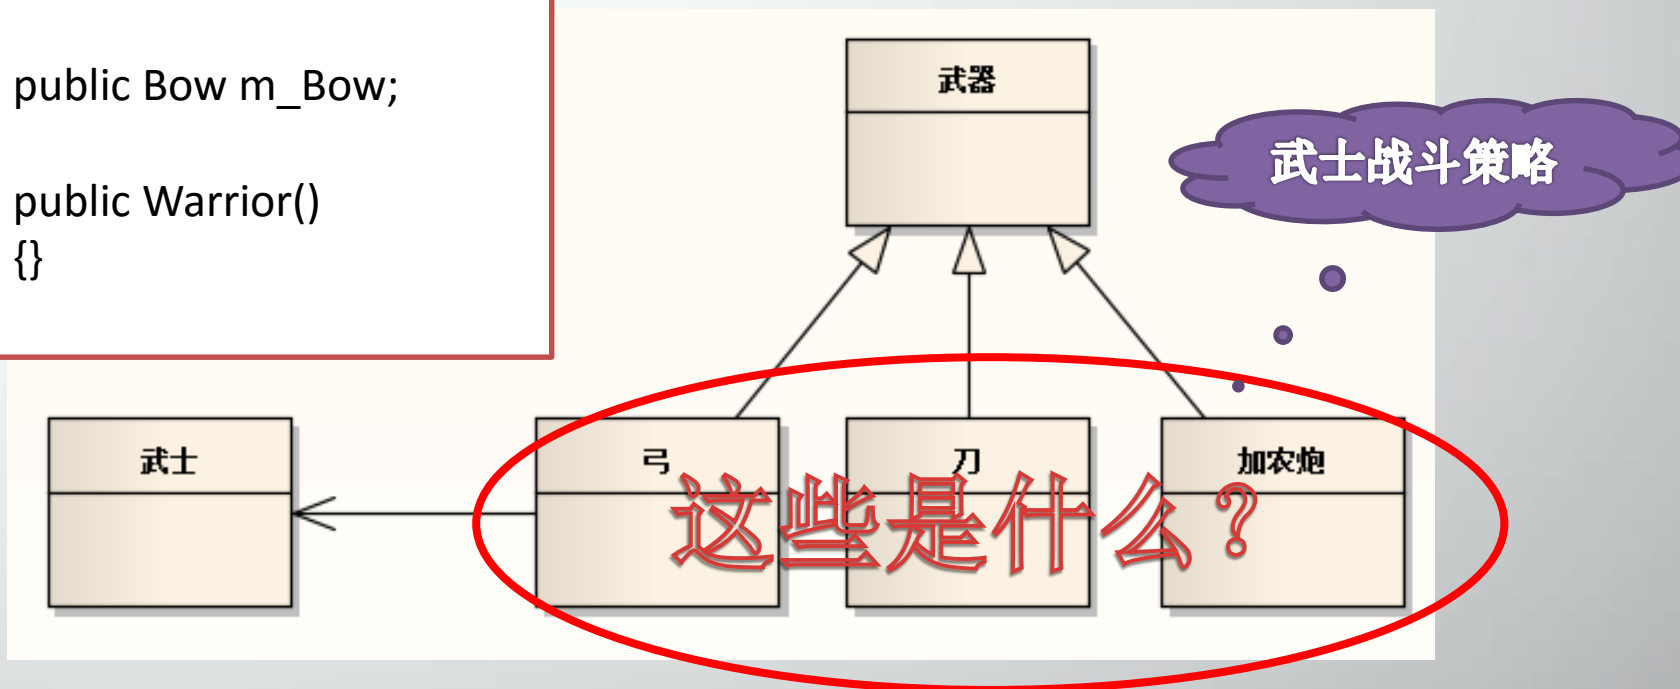 public Bow m_Bow;
public Warrior()
{}
武器
武士战斗策略
武士
弓
刀
加农炮
这些是什么？